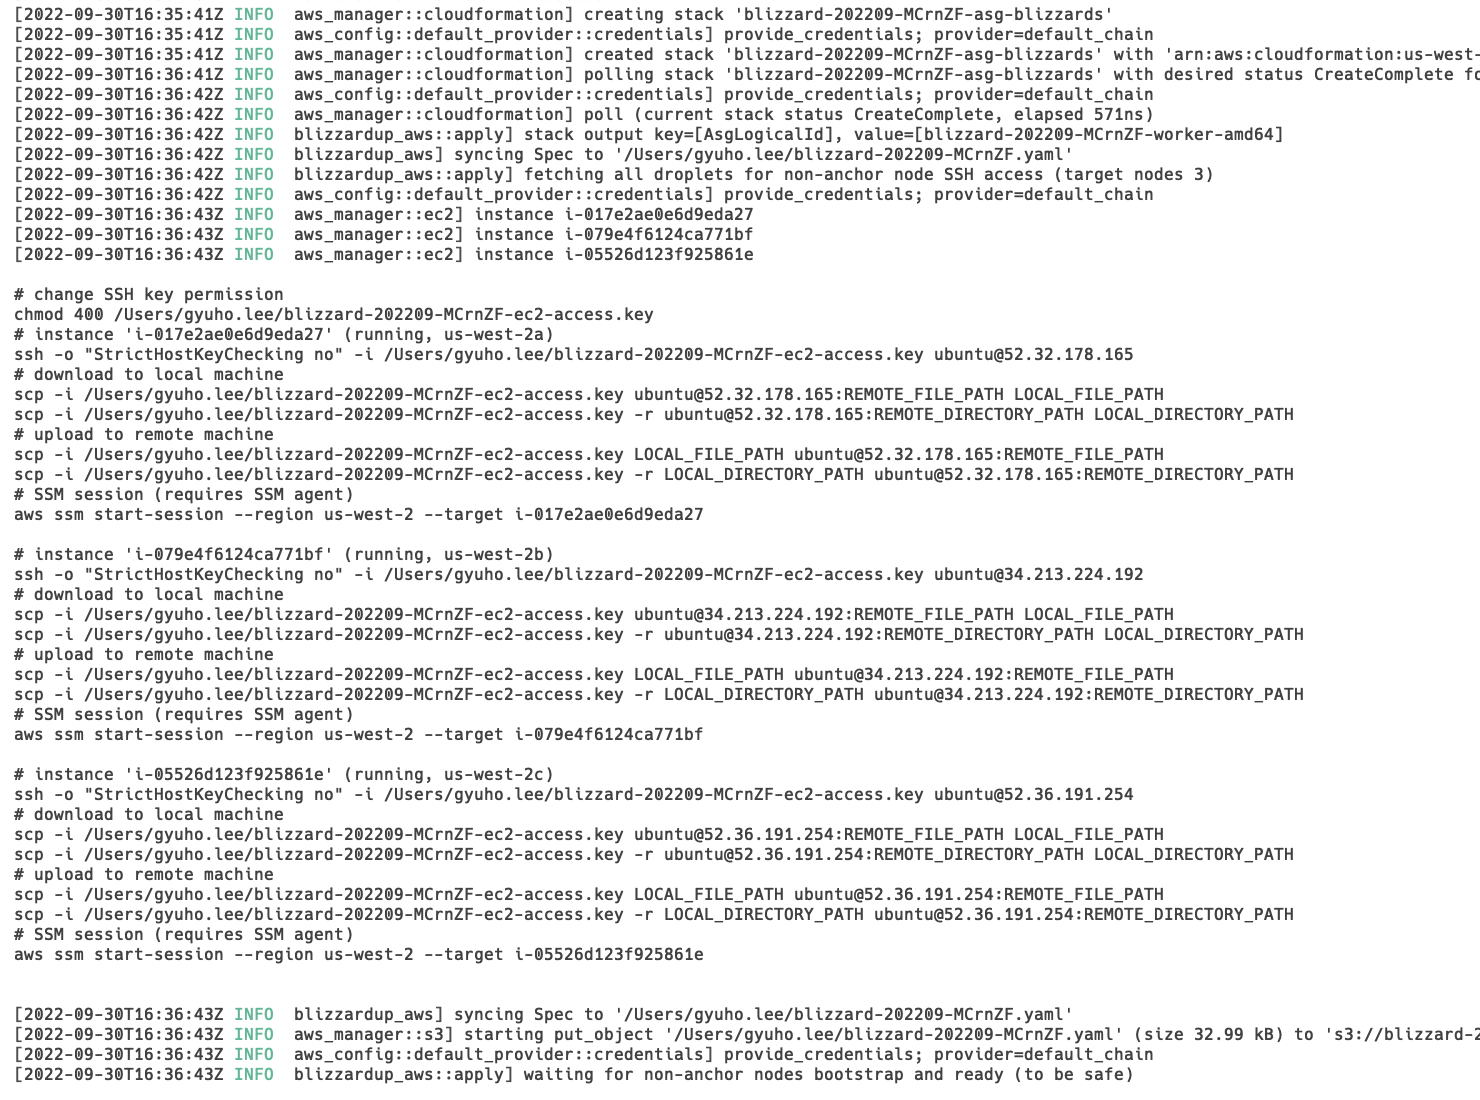 [2022-09-30T16:35:41Z INFO  aws_manager::cloudformation] creating stack 'blizzard-202209-MCrnZF-asg-blizzards'
[2022-09-30T16:35:41Z INFO  aws_config::default_provider::credentials] provide_credentials; provider=default_chain
[2022-09-30T16:35:41Z INFO  aws_manager::cloudformation] created stack 'blizzard-202209-MCrnZF-asg-blizzards' with 'arn:aws:cloudformation:us-west-
[2022-09-30T16:35:41Z INFO  aws_manager::cloudformation] polling stack 'blizzard-202209-MCrnZF-asg-blizzards' with desired status CreateComplete fo
[2022-09-30T16:36:42Z INFO  aws_config::default_provider::credentials] provide_credentials; provider=default_chain
[2022-09-30T16:36:42Z INFO  aws_manager::cloudformation] poll (current stack status CreateComplete, elapsed 571ns)
[2022-09-30T16:36:42Z INFO  blizzardup_aws::apply] stack output key=[AsgLogicalId], value=[blizzard-202209-MCrnZF-worker-amd64]
[2022-09-30T16:36:42Z INFO  blizzardup_aws] syncing Spec to '/Users/gyuho.lee/blizzard-202209-MCrnZF.yaml'
[2022-09-30T16:36:42Z INFO  blizzardup_aws::apply] fetching all droplets for non-anchor node SSH access (target nodes 3)
[2022-09-30T16:36:42Z INFO  aws_config::default_provider::credentials] provide_credentials; provider=default_chain
[2022-09-30T16:36:43Z INFO  aws_manager::ec2] instance i-017e2ae0e6d9eda27
[2022-09-30T16:36:43Z INFO  aws_manager::ec2] instance i-079e4f6124ca771bf
[2022-09-30T16:36:43Z INFO  aws_manager::ec2] instance i-05526d123f925861e
# change SSH key permission
chmod 400 /Users/gyuho.lee/blizzard-202209-MCrnZF-ec2-access.key
# instance 'i-017e2ae0e6d9eda27' (running, us-west-2a)
ssh -o "StrictHostKeyChecking no" -i /Users/gyuho.lee/blizzard-202209-MCrnZF-ec2-access.key ubuntu@52.32.178.165
# download to local machine
scp -i /Users/gyuho.lee/blizzard-202209-MCrnZF-ec2-access.key ubuntu@52.32.178.165:REMOTE_FILE_PATH LOCAL_FILE_PATH
scp -i /Users/gyuho.lee/blizzard-202209-MCrnZF-ec2-access.key -r ubuntu@52.32.178.165:REMOTE_DIRECTORY_PATH LOCAL_DIRECTORY_PATH
# upload to remote machine
scp -i /Users/gyuho.lee/blizzard-202209-MCrnZF-ec2-access.key LOCAL_FILE_PATH ubuntu@52.32.178.165:REMOTE_FILE_PATH
scp -i /Users/gyuho.lee/blizzard-202209-MCrnZF-ec2-access.key -r LOCAL_DIRECTORY_PATH ubuntu@52.32.178.165:REMOTE_DIRECTORY_PATH
# SSM session (requires SSM agent)
aws ssm start-session --region us-west-2 --target i-017e2ae0e6d9eda27
# instance 'i-079e4f6124ca771bf' (running, us-west-2b)
ssh -o "StrictHostKeyChecking no" -i /Users/gyuho.lee/blizzard-202209-MCrnZF-ec2-access.key ubuntu@34.213.224.192
# download to local machine
scp -i /Users/gyuho.lee/blizzard-202209-MCrnZF-ec2-access.key ubuntu@34.213.224.192:REMOTE_FILE_PATH LOCAL_FILE_PATH
scp -i /Users/gyuho.lee/blizzard-202209-MCrnZF-ec2-access.key -r ubuntu@34.213.224.192:REMOTE_DIRECTORY_PATH LOCAL_DIRECTORY_PATH
# upload to remote machine
scp -i /Users/gyuho.lee/blizzard-202209-MCrnZF-ec2-access.key LOCAL_FILE_PATH ubuntu@34.213.224.192:REMOTE_FILE_PATH
scp -i /Users/gyuho.lee/blizzard-202209-MCrnZF-ec2-access.key -r LOCAL_DIRECTORY_PATH ubuntu@34.213.224.192:REMOTE_DIRECTORY_PATH
# SSM session (requires SSM agent)
aws ssm start-session --region us-west-2 --target i-079e4f6124ca771bf
# instance 'i-05526d123f925861e' (running, us-west-2c)
ssh -o "StrictHostKeyChecking no" -i /Users/gyuho.lee/blizzard-202209-MCrnZF-ec2-access.key ubuntu@52.36.191.254
# download to local machine
scp -i /Users/gyuho.lee/blizzard-202209-MCrnZF-ec2-access.key ubuntu@52.36.191.254:REMOTE_FILE_PATH LOCAL_FILE_PATH
scp -i /Users/gyuho.lee/blizzard-202209-MCrnZF-ec2-access.key -r ubuntu@52.36.191.254:REMOTE_DIRECTORY_PATH LOCAL_DIRECTORY_PATH
# upload to remote machine
scp -i /Users/gyuho.lee/blizzard-202209-MCrnZF-ec2-access.key LOCAL_FILE_PATH ubuntu@52.36.191.254:REMOTE_FILE_PATH
scp -i /Users/gyuho.lee/blizzard-202209-MCrnZF-ec2-access.key -r LOCAL_DIRECTORY_PATH ubuntu@52.36.191.254:REMOTE_DIRECTORY_PATH
# SSM session (requires SSM agent)
aws ssm start-session --region us-west-2 --target i-05526d123f925861e
[2022-09-30T16:36:43Z INFO  blizzardup_aws] syncing Spec to '/Users/gyuho.lee/blizzard-202209-MCrnZF.yaml'
[2022-09-30T16:36:43Z INFO  aws_manager::s3] starting put_object '/Users/gyuho.lee/blizzard-202209-MCrnZF.yaml' (size 32.99 kB) to 's3://blizzard-2
[2022-09-30T16:36:43Z INFO  aws_config::default_provider::credentials] provide_credentials; provider=default_chain
[2022-09-30T16:36:43Z INFO  blizzardup_aws::apply] waiting for non-anchor nodes bootstrap and ready (to be safe)